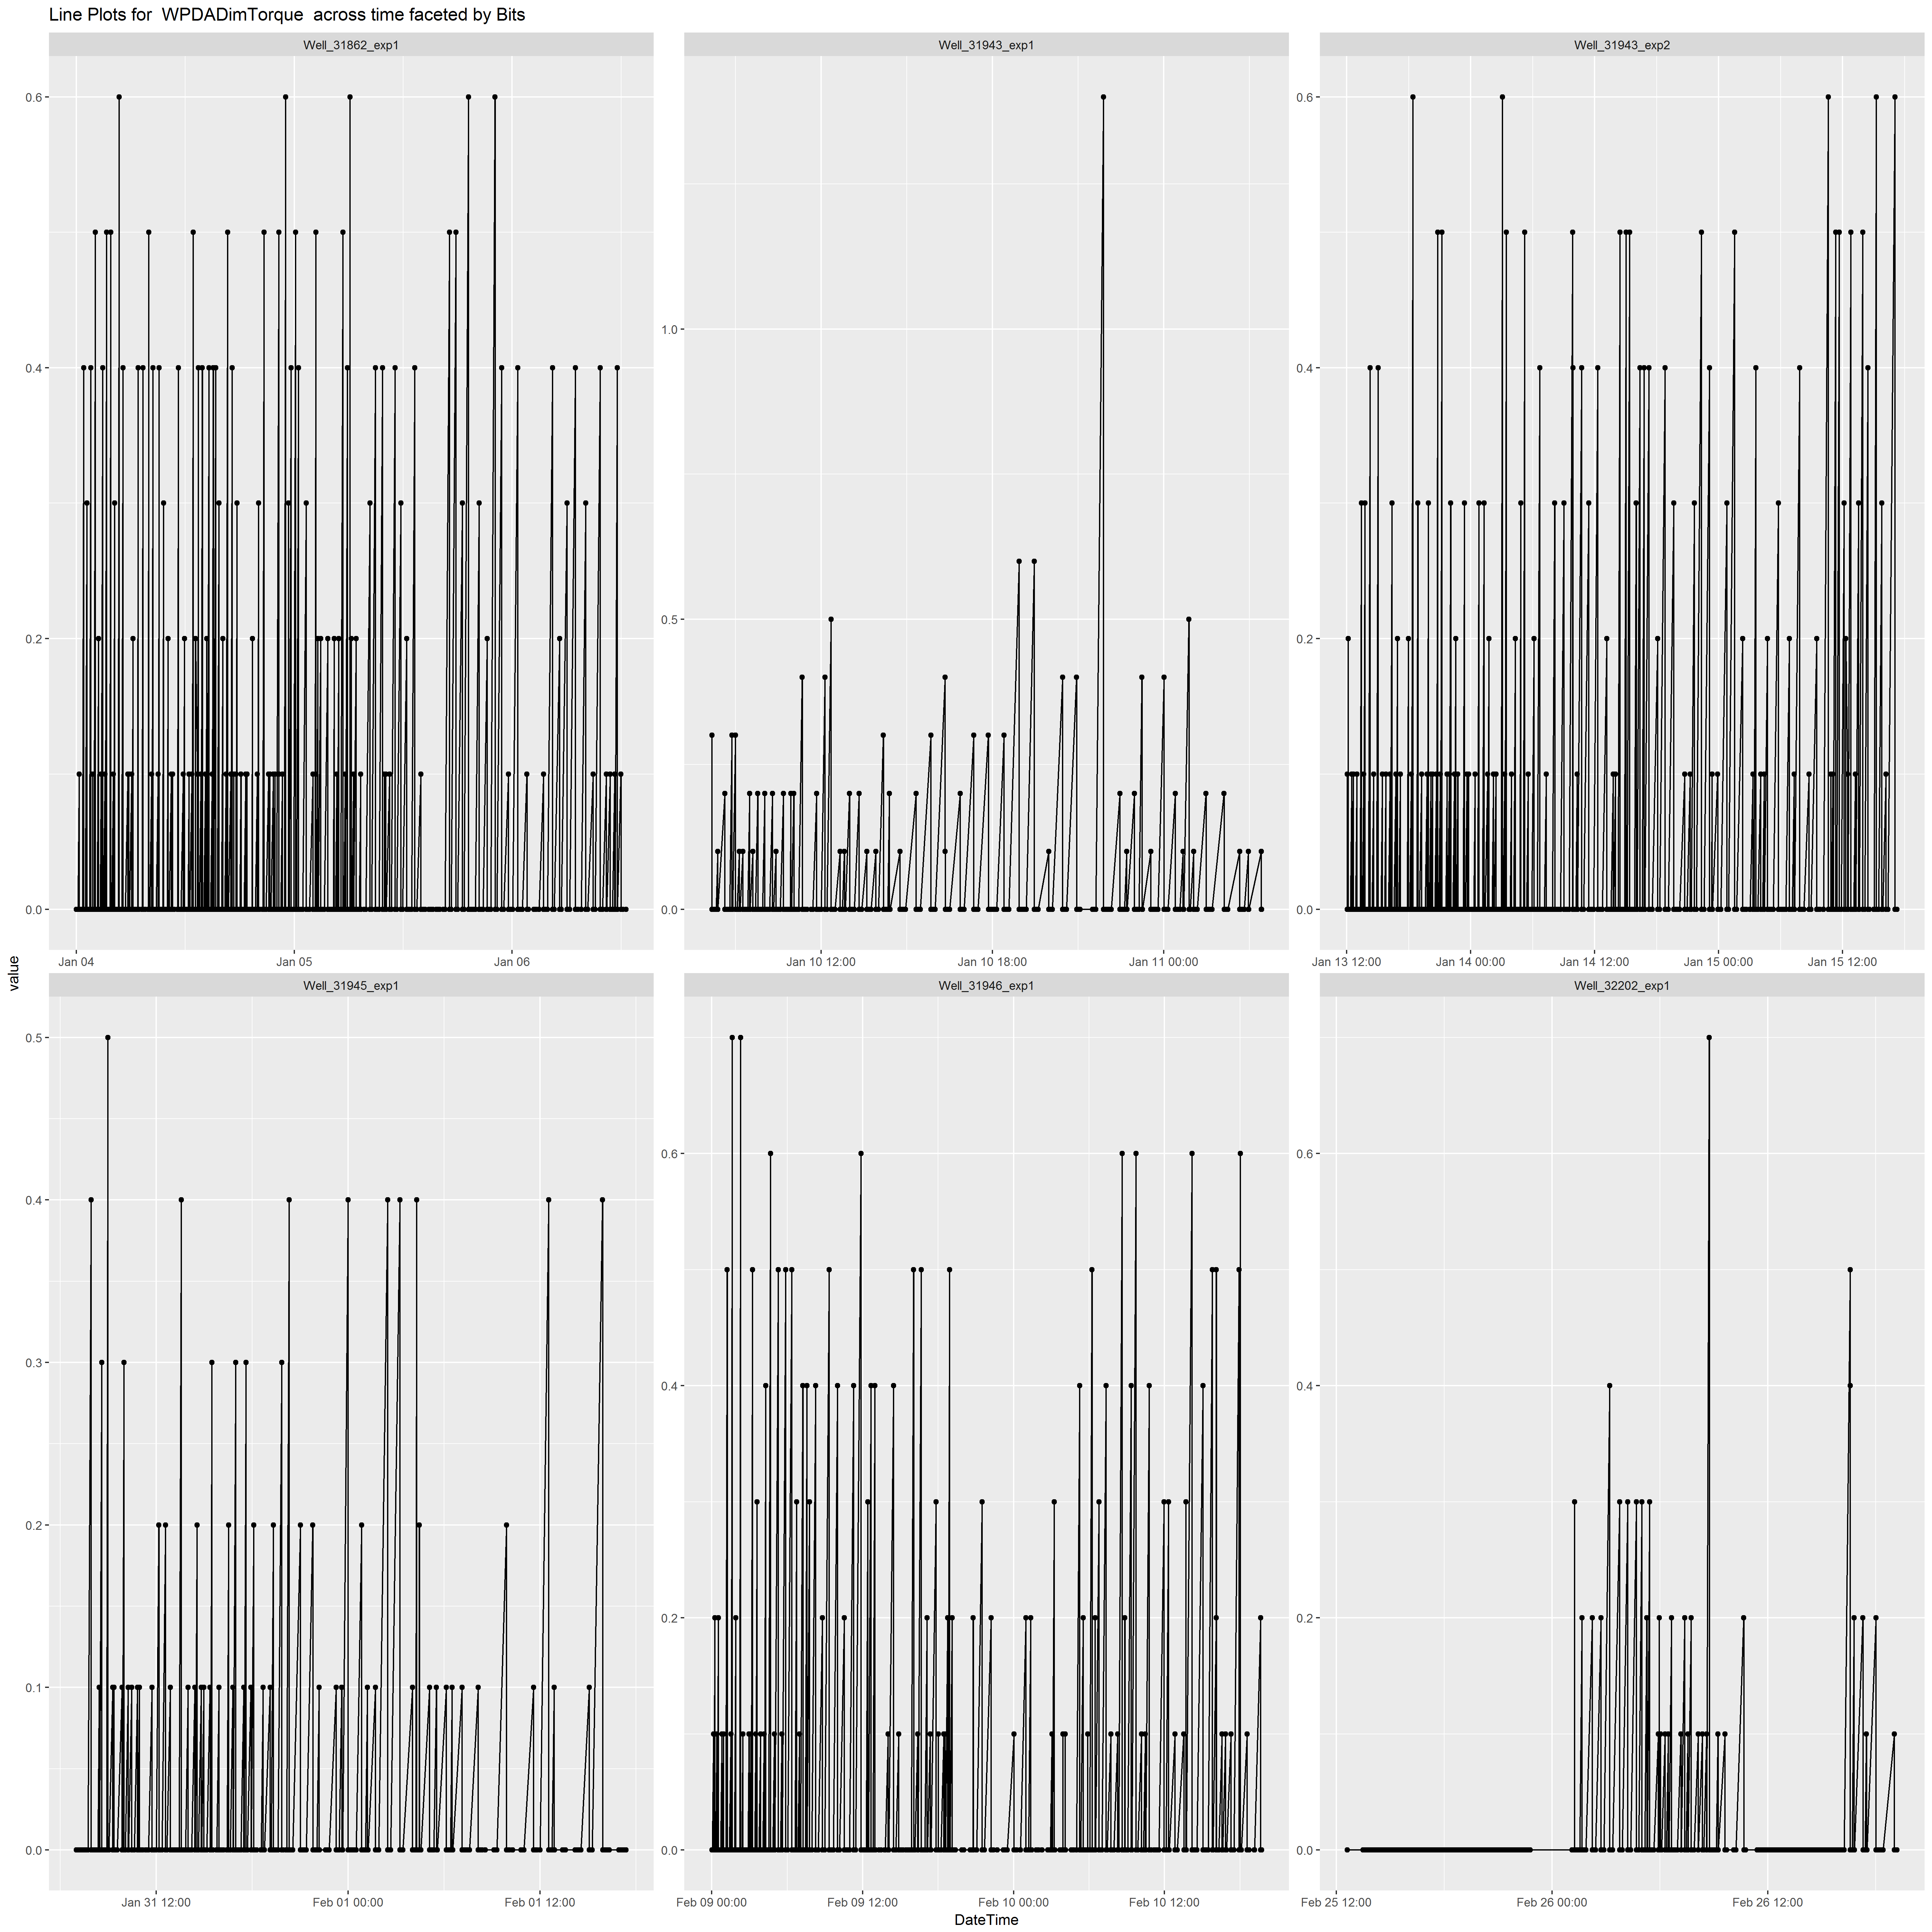 Line Plots for  WPDADimTorque  across time faceted by Bits
Well_31862_exp1
Well_31943_exp1
Well_31943_exp2
0.6
0.4
0.2
0.0
Jan 04
Jan 05
Jan 06
1.0
0.5
0.0
Jan 10 12:00
Jan 10 18:00
Jan 11 00:00
0.6
0.4
0.2
0.0
Jan 13 12:00
Jan 14 00:00
Jan 14 12:00
Jan 15 00:00
Jan 15 12:00
value
Well_31945_exp1
Well_31946_exp1
Well_32202_exp1
0.5
0.4
0.3
0.2
0.1
0.0
Jan 31 12:00
Feb 01 00:00
Feb 01 12:00
0.6
0.4
0.2
0.0
Feb 09 00:00
Feb 09 12:00
Feb 10 00:00
Feb 10 12:00
0.6
0.4
0.2
0.0
Feb 25 12:00
Feb 26 00:00
Feb 26 12:00
DateTime